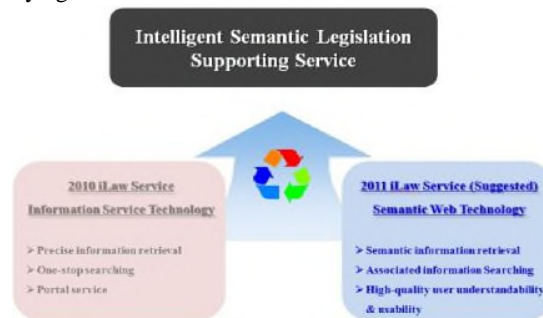 Intelligent Semantic Legislation
Supporting Service
2010 iLaw Service
Information Service Technology
➢ Precise information retrieval
➢ One-stop searching
➢ Portal service
2011 iLaw Service (Suggested)
Semantic Web Technology
➢ Semantic information retrieval
➢ Associated information Searching
➢ High-quality user understandability
& usability